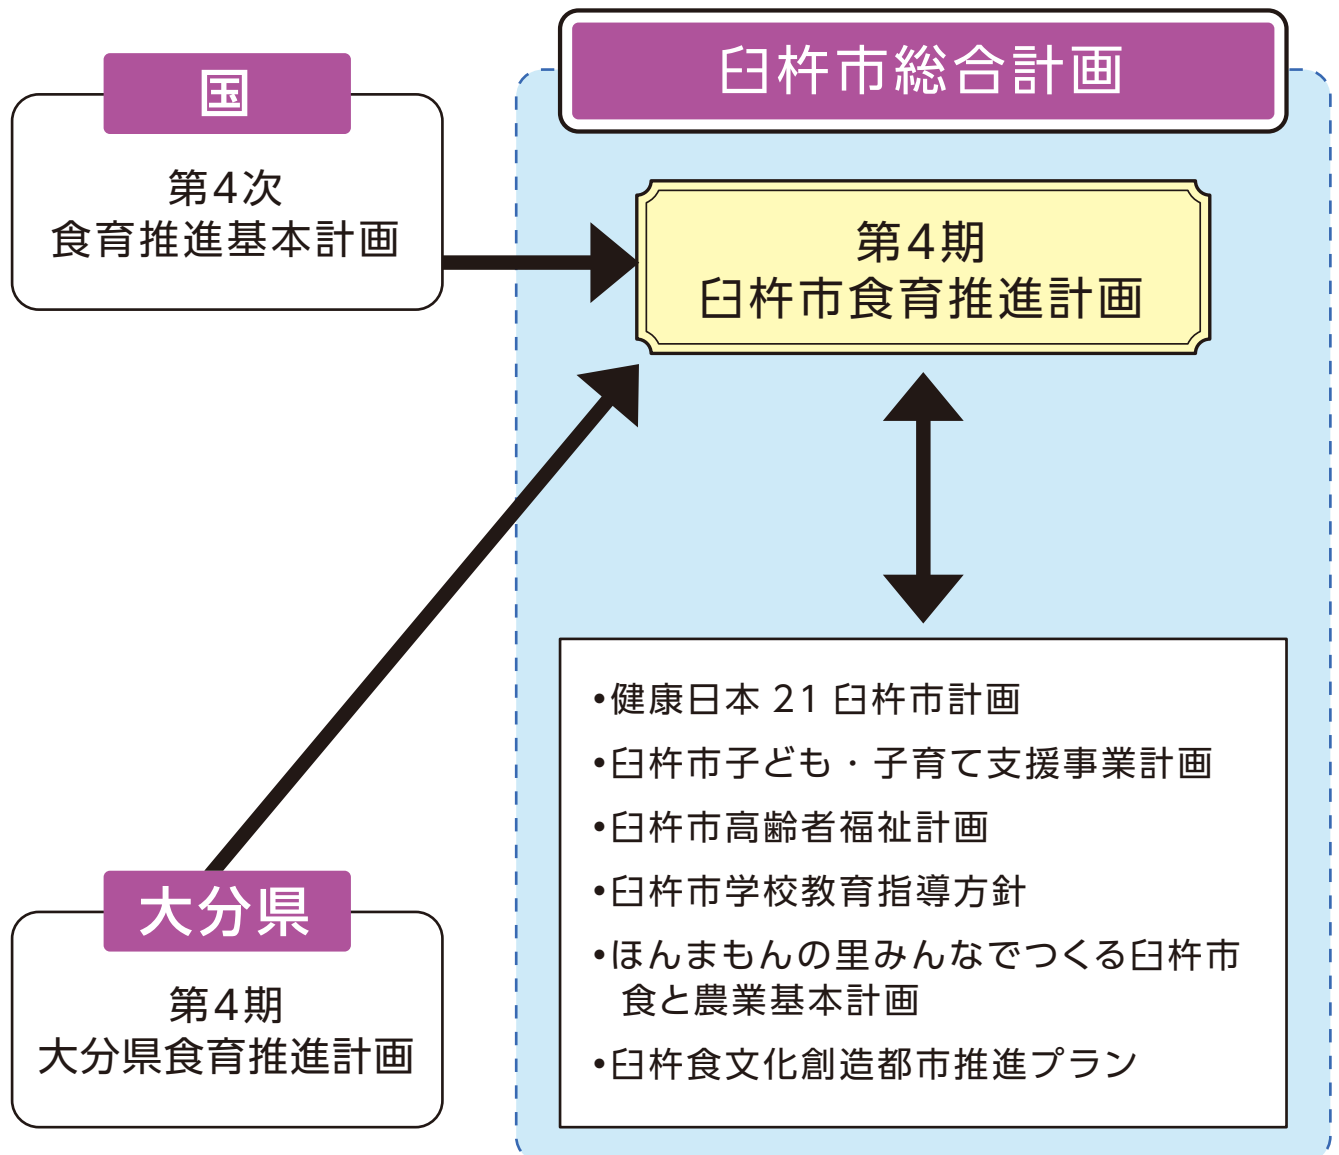 国
第4次
食育推進基本計画
臼杵市総合計画
第4期
臼杵市食育推進計画
大分県
第4期
大分県食育推進計画
•健康日本 21 臼杵市計画
•臼杵市子ども・子育て支援事業計画
•臼杵市高齢者福祉計画
•臼杵市学校教育指導方針
•ほんまもんの里みんなでつくる臼杵市
食と農業基本計画
•臼杵食文化創造都市推進プラン